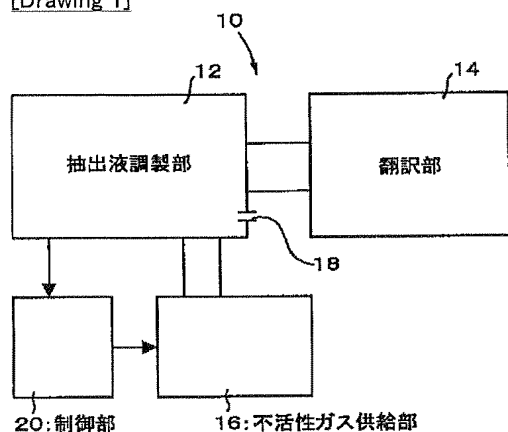 [Drawing 1]
10
12
14
抽出液調製部
翻訳部
18
20:制御部
16:不活性ガス供給部